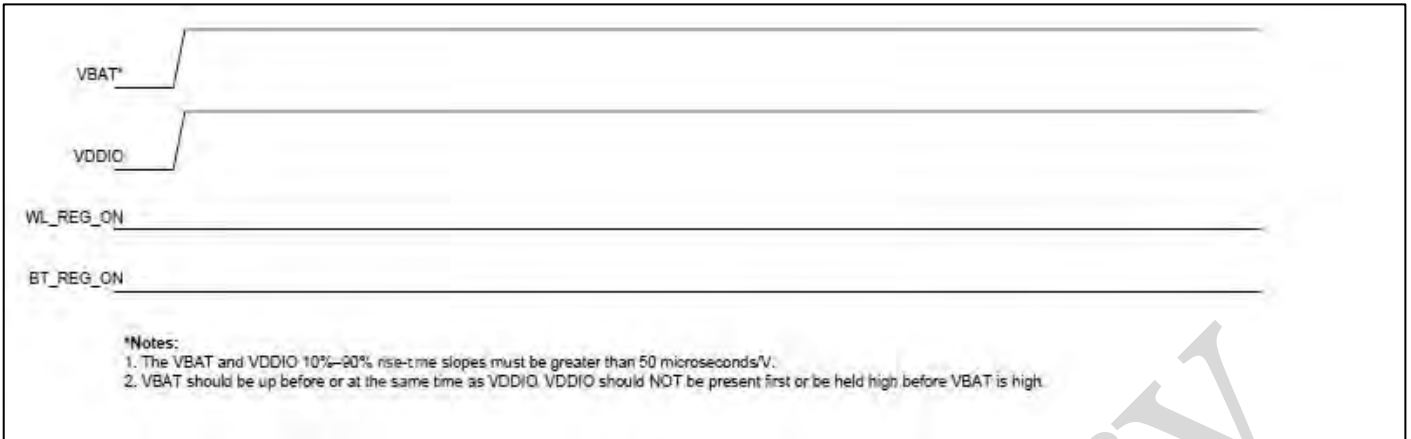 VBAT*
VDDIO
WL_REG_ON
BT_REG_ON
*Notes:
1. The VBAT and VDDIO 10%–90% rise-time slopes must be greater than 50 microseconds/V.
2. VBAT should be up before or at the same time as VDDIO. VDDIO should NOT be present first or be held high before VBAT is high.